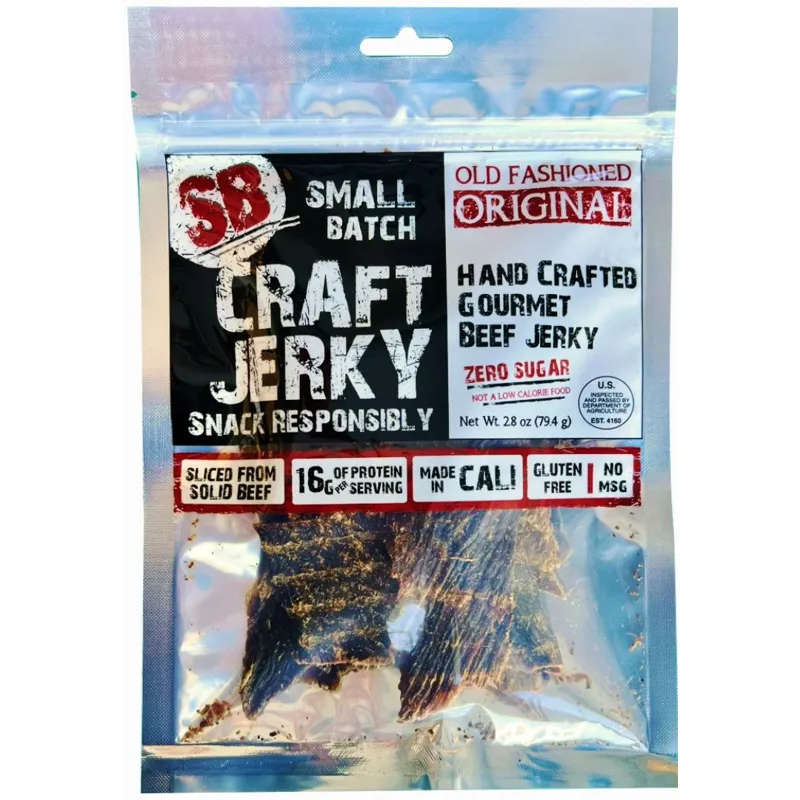 SB
SMALL
BATCH
CRAFT
JERKY
SNACK RESPONSIBLY
OLD FASHIONED
ORIGINAL
HAND CRAFTED
GOURMET
BEEF JERKY
ZERO SUGAR
NOT A LOW CALORIE FOOD
Net Wt. 2.8 oz (79.4 g)
U.S.
INSPECTED
AND PASSED BY
DEPARTMENT OF
AGRICULTURE
EST. 4160
SLICED FROM
SOLID BEEF
16G OF PROTEIN
PER SERVING
MADE
IN CALI
GLUTEN
FREE
NO
MSG